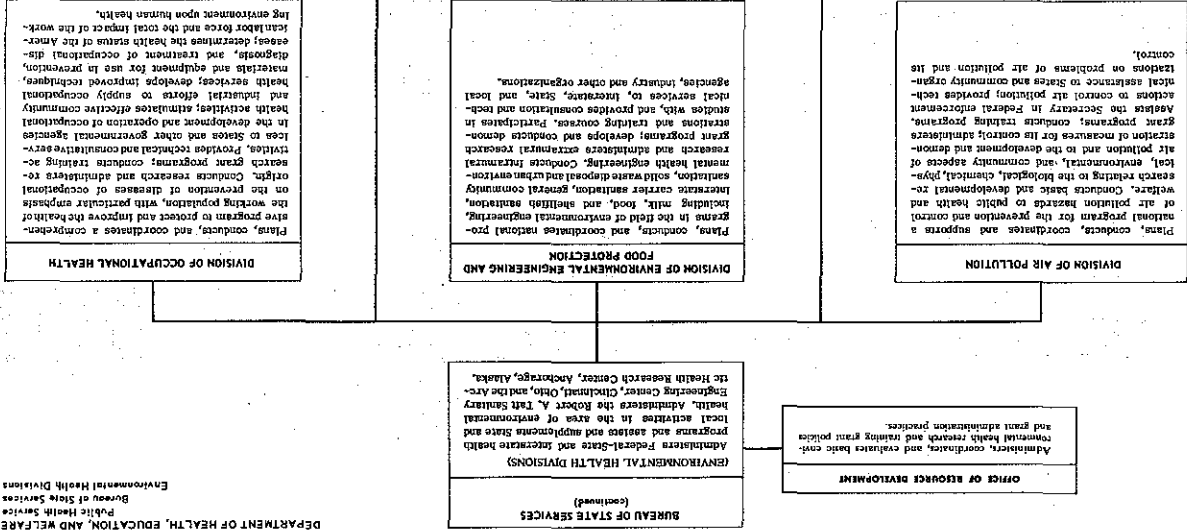 DEPARTMENT OF HEALTH, EDUCATION, AND WELFARE
Public Health Service
Bureau of State Services
Environmental Health Divisions
BUREAU OF STATE SERVICES
(continued)
(ENVIRONMENTAL HEALTH DIVISIONS)
Administers Federal-State and interstate health
programs and assists and supplements State and
local activities in the area of environmental
health. Administers the Robert A. Taft Sanitary
Engineering Center, Cincinnati, Ohio, and the Arc-
tic Health Research Center, Anchorage, Alaska.
OFFICE OF RESOURCE DEVELOPMENT
Administers, coordinates, and evaluates basic envi-
ronmental health research and training grant policies
and grant administration practices.
DIVISION OF AIR POLLUTION
Plans, conducts, coordinates and supports a
national program for the prevention and control
of air pollution hazards to public health and
welfare. Conducts basic and developmental re-
search relating to the biological, chemical, phys-
ical, environmental, and community aspects of
air pollution and to the development and demon-
stration of measures for its control; administers
grant programs; conducts training programs.
Assists the Secretary in Federal enforcement
actions to control air pollution; provides tech-
nical assistance to States and community organ-
izations on problems of air pollution and its
control.
DIVISION OF ENVIRONMENTAL ENGINEERING AND
FOOD PROTECTION
Plans, conducts, and coordinates national pro-
grams in the field of environmental engineering,
including milk, food, and shellfish sanitation,
interstate carrier sanitation, general community
sanitation, solid waste disposal and urban environ-
mental health engineering. Conducts intramural
research and administers extramural research
grant programs; develops and conducts demon-
strations and training courses. Participates in
studies with, and provides consultation and tech-
nical services to, interstate, State, and local
agencies, industry and other organizations.
DIVISION OF OCCUPATIONAL HEALTH
Plans, conducts, and coordinates a comprehen-
sive program to protect and improve the health of
the working population, with particular emphasis
on the prevention of diseases of occupational
origin. Conducts research and administers re-
search grant programs; conducts training ac-
tivities. Provides technical and consultative serv-
ices to States and other governmental agencies
in the development and operation of occupational
health activities; stimulates effective community
and industrial efforts to supply occupational
health services; develops improved techniques,
materials and equipment for use in prevention,
diagnosis, and treatment of occupational dis-
eases; determines the health status of the Amer-
ican labor force and the total impact of the work-
ing environment upon human health.